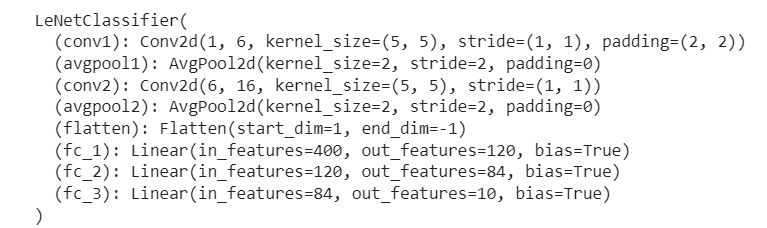 LeNetClassifier(
  (conv1): Conv2d(1, 6, kernel_size=(5, 5), stride=(1, 1), padding=(2, 2))
  (avgpool1): AvgPool2d(kernel_size=2, stride=2, padding=0)
  (conv2): Conv2d(6, 16, kernel_size=(5, 5), stride=(1, 1))
  (avgpool2): AvgPool2d(kernel_size=2, stride=2, padding=0)
  (flatten): Flatten(start_dim=1, end_dim=-1)
  (fc_1): Linear(in_features=400, out_features=120, bias=True)
  (fc_2): Linear(in_features=120, out_features=84, bias=True)
  (fc_3): Linear(in_features=84, out_features=10, bias=True)
)